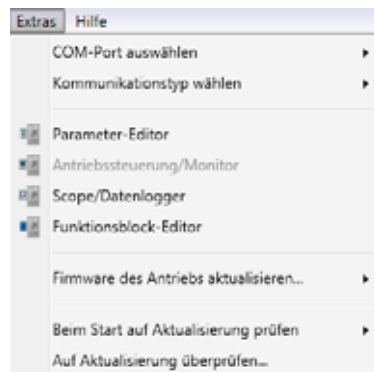 Extras Hilfe
COM-Port auswählen
Kommunikationstyp wählen
Parameter-Editor
Antriebssteuerung/Monitor
Scope/Datenlogger
Funktionsblock-Editor
Firmware des Antriebs aktualisieren...
Beim Start auf Aktualisierung prüfen
Auf Aktualisierung überprüfen...